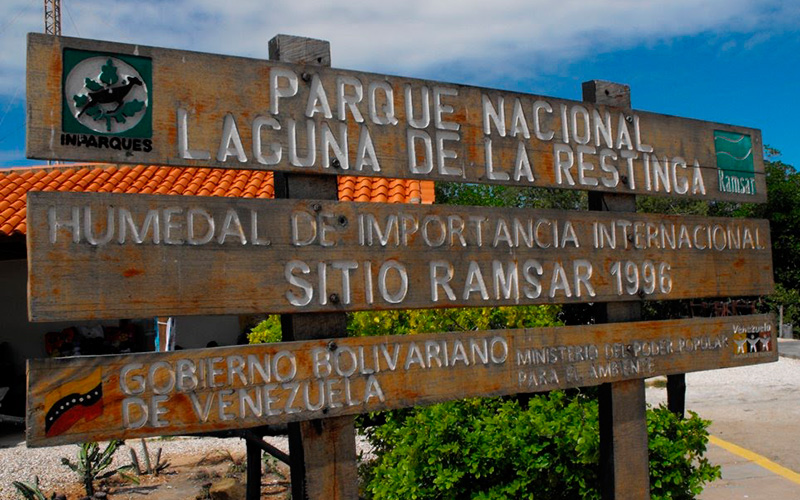 INPARQUES
PARQUE NACIONAL
LAGUNA DE LA RESTINGA
Ramsar
HUMEDAL DE IMPORTANCIA INTERNACIONAL
SITIO RAMSAR 1996
GOBIERNO BOLIVARIANO
DE VENEZUELA
MINISTERIO DEL PODER POPULAR
PARA EL AMBIENTE
Venezuela